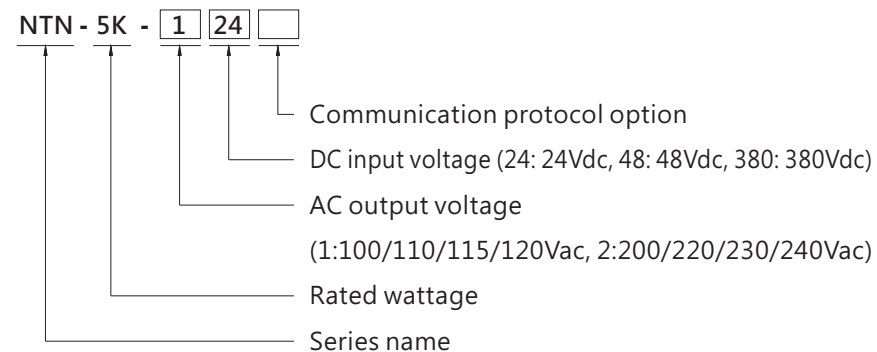 NTN - 5K - 1 24
Communication protocol option
DC input voltage (24: 24Vdc, 48: 48Vdc, 380: 380Vdc)
AC output voltage
(1:100/110/115/120Vac, 2:200/220/230/240Vac)
Rated wattage
Series name